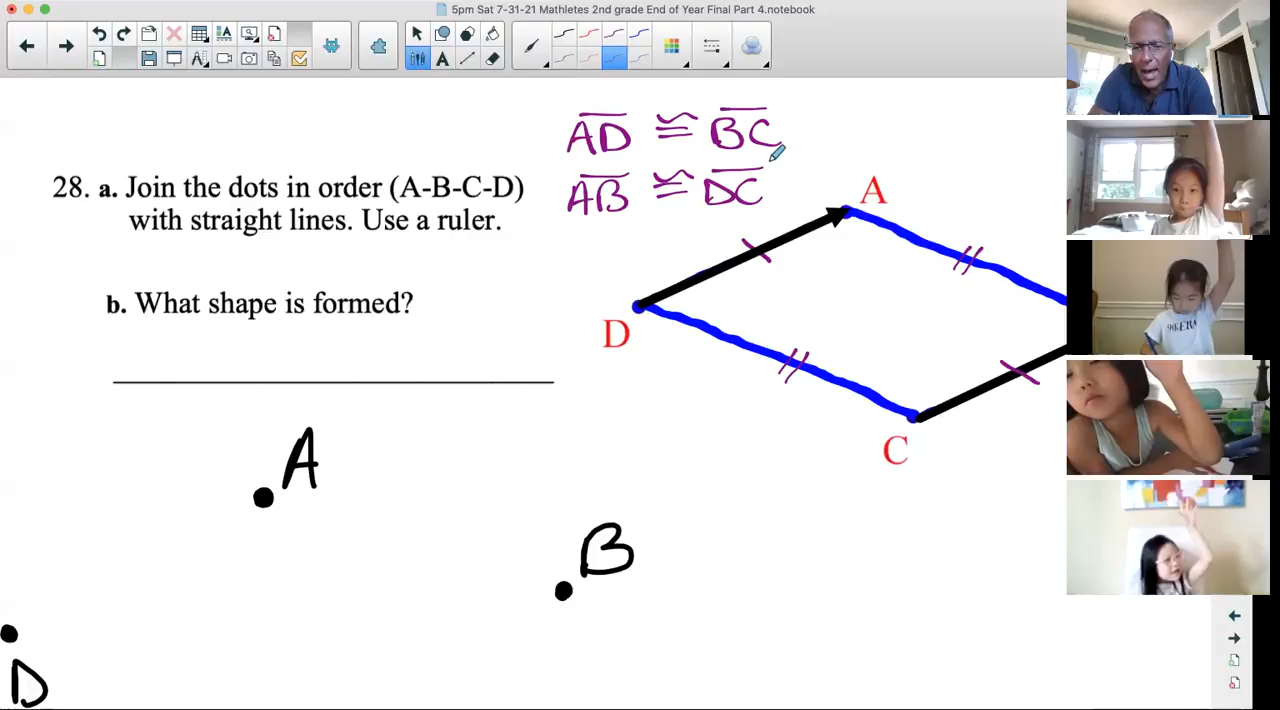 5pm Sat 7-31-21 Mathletes 2nd grade End of Year Final Part 4.notebook
AD ≅ BC
AB ≅ DC
28. a. Join the dots in order (A-B-C-D)
with straight lines. Use a ruler.
b. What shape is formed?
A
D
C
A
B
D